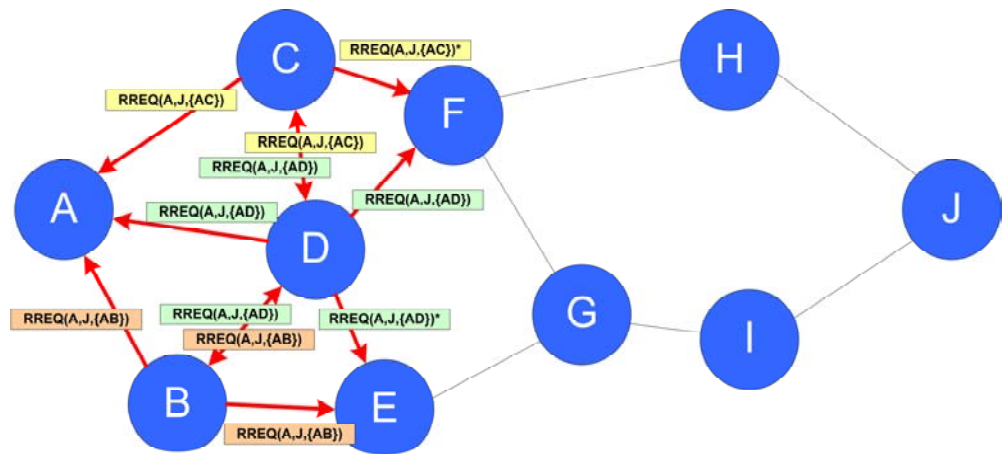 C
RREQ(A,J,{AC})*
H
RREQ(A,J,{AC})
F
RREQ(A,J,{AC})
RREQ(A,J,{AD})
RREQ(A,J,{AD})
A
RREQ(A,J,{AD})
J
D
RREQ(A,J,{AB})
RREQ(A,J,{AD})
RREQ(A,J,{AD})*
G
RREQ(A,J,{AB})
I
B
E
RREQ(A,J,{AB})